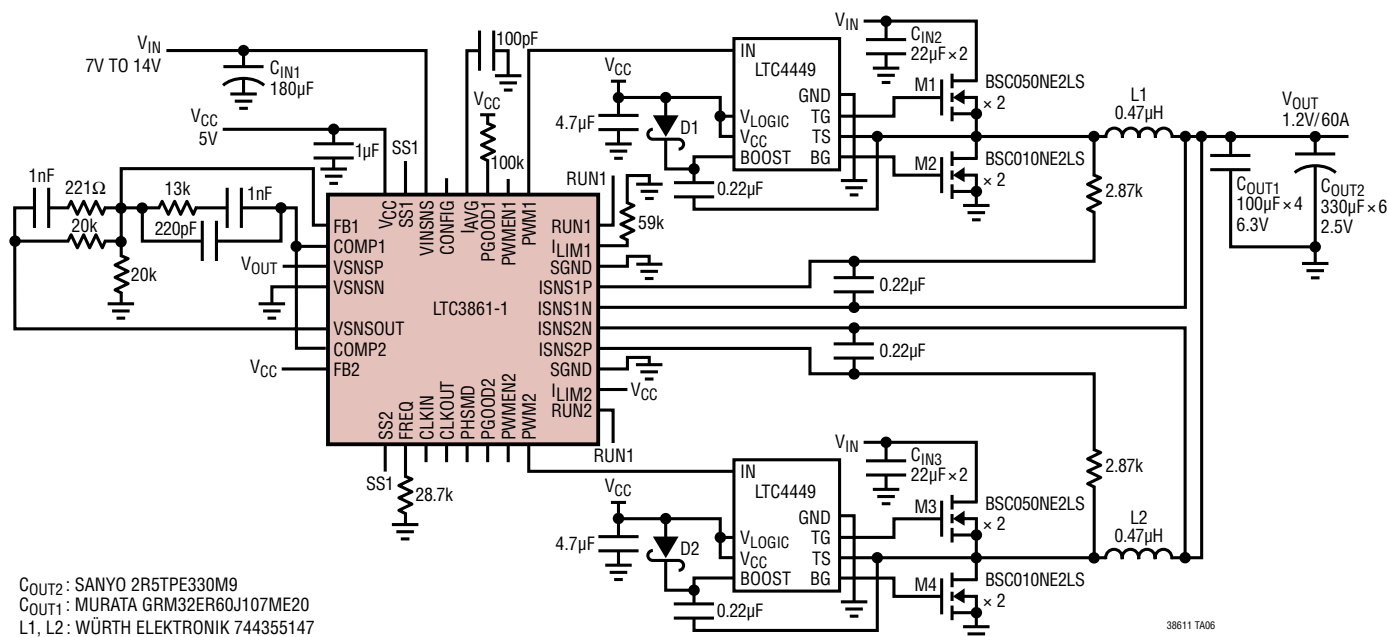 VIN
7V TO 14V
CIN1
180µF
VCC
5V
1µF
SS1
100pF
VCC
100k
1nF
221Ω
13k
1nF
20k
220pF
20k
VOUT
VCC
FB1
COMP1
VSNSP
VSNSN
VSNSOUT
COMP2
FB2
VCC
SS1
VINSNS
CONFIG
IAVG
PGOOD1
PWMEN1
PWM1
LTC3861-1
RUN1
ILIM1
SGND
ISNS1P
ISNS1N
ISNS2N
ISNS2P
SGND
ILIM2
RUN2
SS2
FREQ
CLKIN
CLKOUT
PHSMD
PGOOD2
PWMEN2
PWM2
SS1
28.7k
RUN1
59k
VCC
RUN1
VCC
4.7µF
D1
0.22µF
IN
LTC4449
GND
VLOGIC
TG
VCC
TS
BOOST
BG
VIN
CIN2
22µF × 2
M1
BSC050NE2LS
× 2
M2
BSC010NE2LS
× 2
L1
0.47µH
VOUT
1.2V/60A
2.87k
COUT1
100µF × 4
6.3V
COUT2
330µF × 6
2.5V
0.22µF
0.22µF
VCC
4.7µF
D2
0.22µF
IN
LTC4449
GND
VLOGIC
TG
VCC
TS
BOOST
BG
VIN
CIN3
22µF × 2
M3
BSC050NE2LS
× 2
M4
BSC010NE2LS
× 2
2.87k
L2
0.47µH
COUT2 : SANYO 2R5TPE330M9
COUT1 : MURATA GRM32ER60J107ME20
L1, L2 : WÜRTH ELEKTRONIK 744355147
38611 TA06